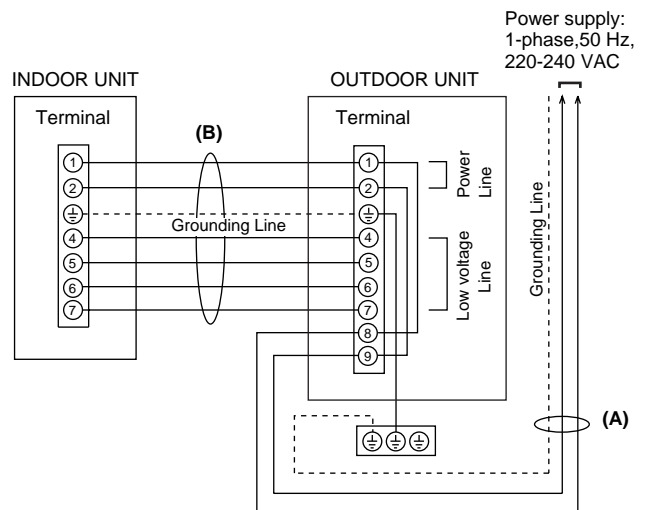 Power supply:
1-phase,50 Hz,
220-240 VAC
INDOOR UNIT
OUTDOOR UNIT
Terminal
(B)
Terminal
1
2
4
5
6
7
Grounding Line
1
2
4
5
6
7
8
9
Power
Line
Low voltage
Line
Grounding Line
(A)